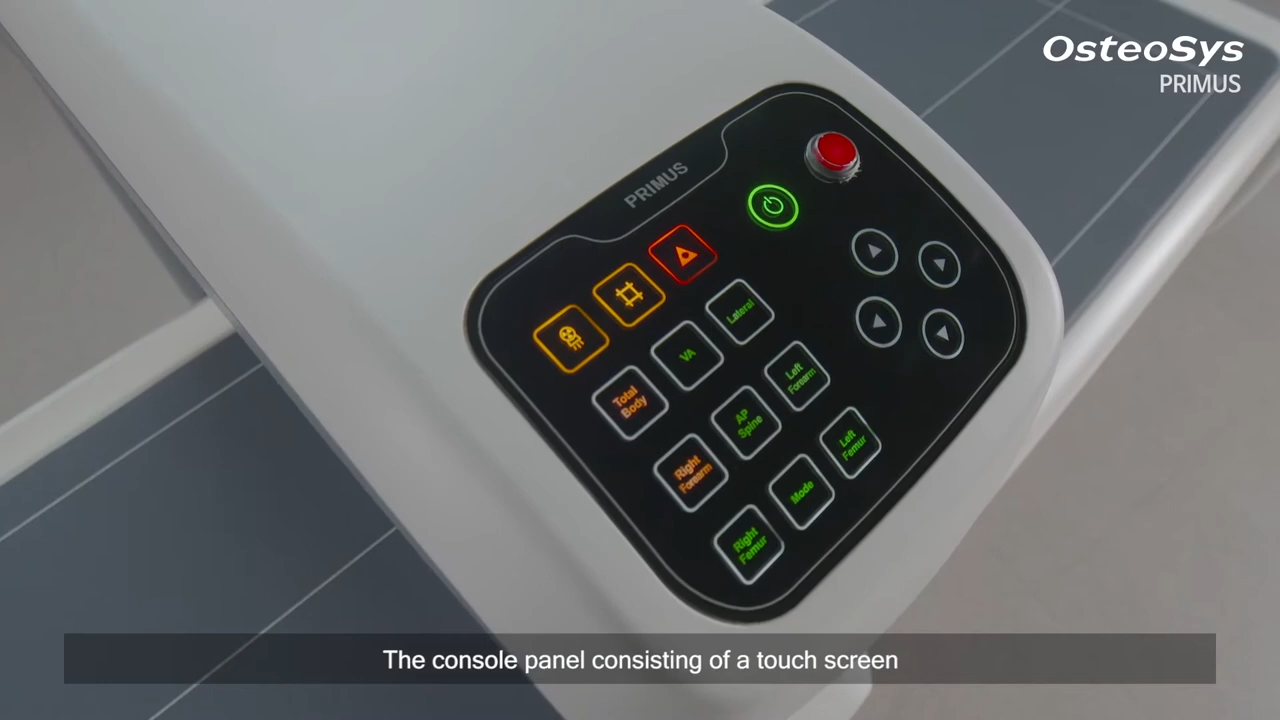 OsteoSys
PRIMUS
PRIMUS
Total
Body
VA
Lateral
Right
Forearm
AP
Spine
Left
Forearm
Right
Femur
Mode
Left
Femur
The console panel consisting of a touch screen